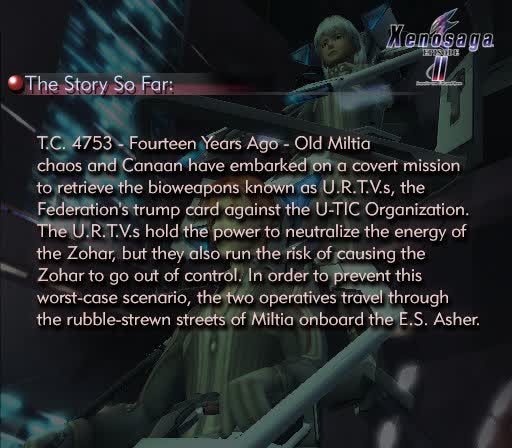 Xenosaga
EPISODE
II
The Story So Far:
T.C. 4753 - Fourteen Years Ago - Old Miltia
chaos and Canaan have embarked on a covert mission
to retrieve the bioweapons known as U.R.T.V.s, the
Federation's trump card against the U-TIC Organization.
The U.R.T.V.s hold the power to neutralize the energy of
the Zohar, but they also run the risk of causing the
Zohar to go out of control. In order to prevent this
worst-case scenario, the two operatives travel through
the rubble-strewn streets of Miltia onboard the E.S. Asher.